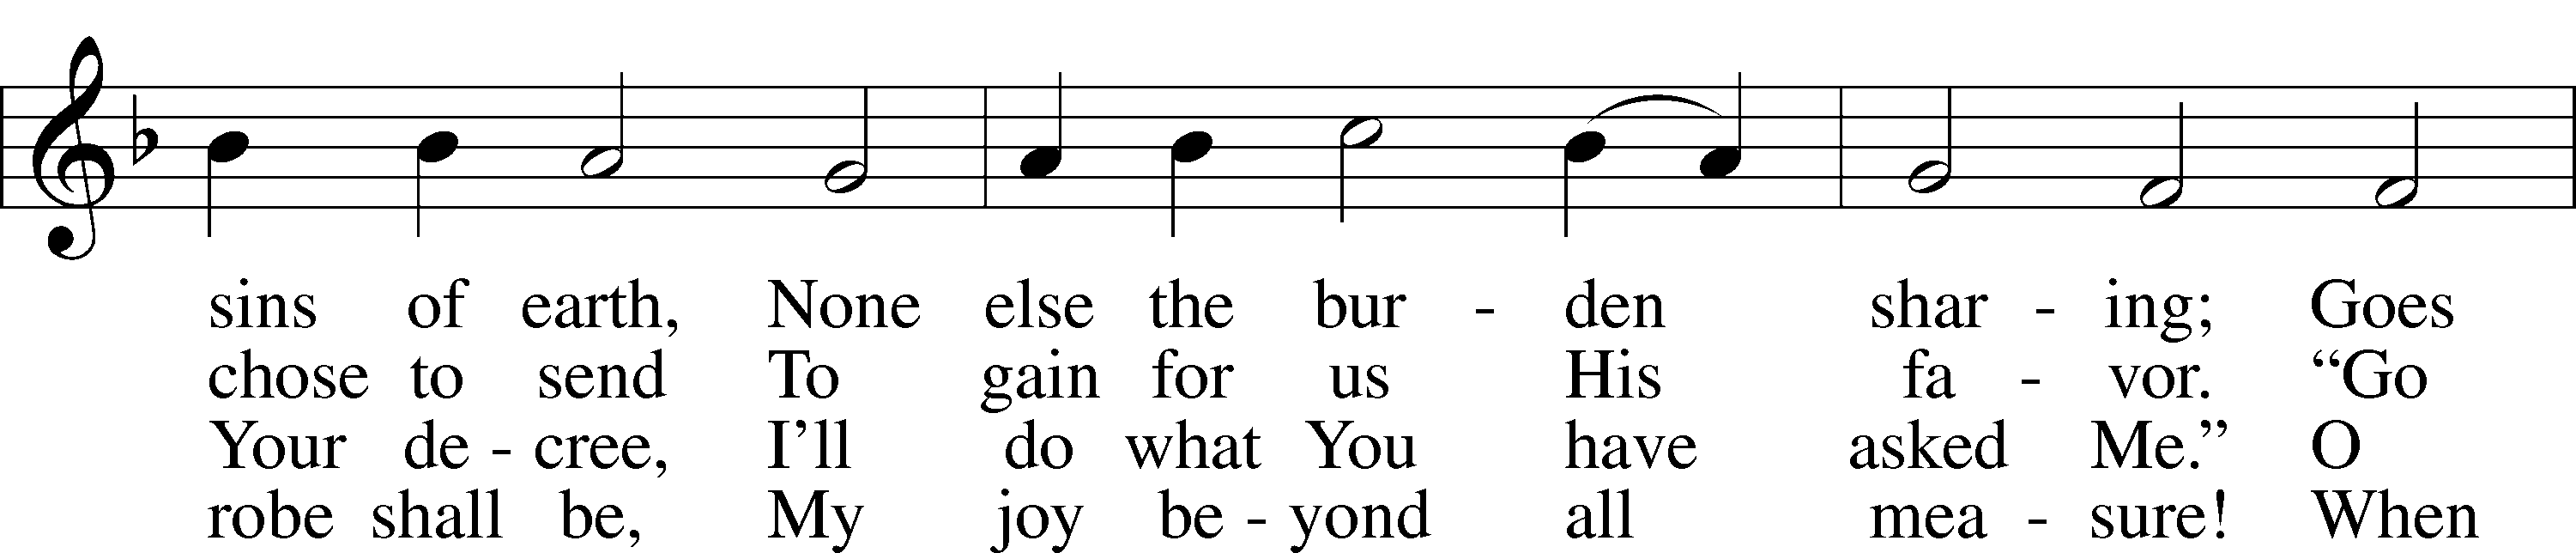 sins of earth, None else the bur - den shar - ing; Goes
chose to send To gain for us His fa - vor. “Go
Your de - cree, I’ll do what You have asked Me.” O
robe shall be, My joy be - yond all mea - sure! When